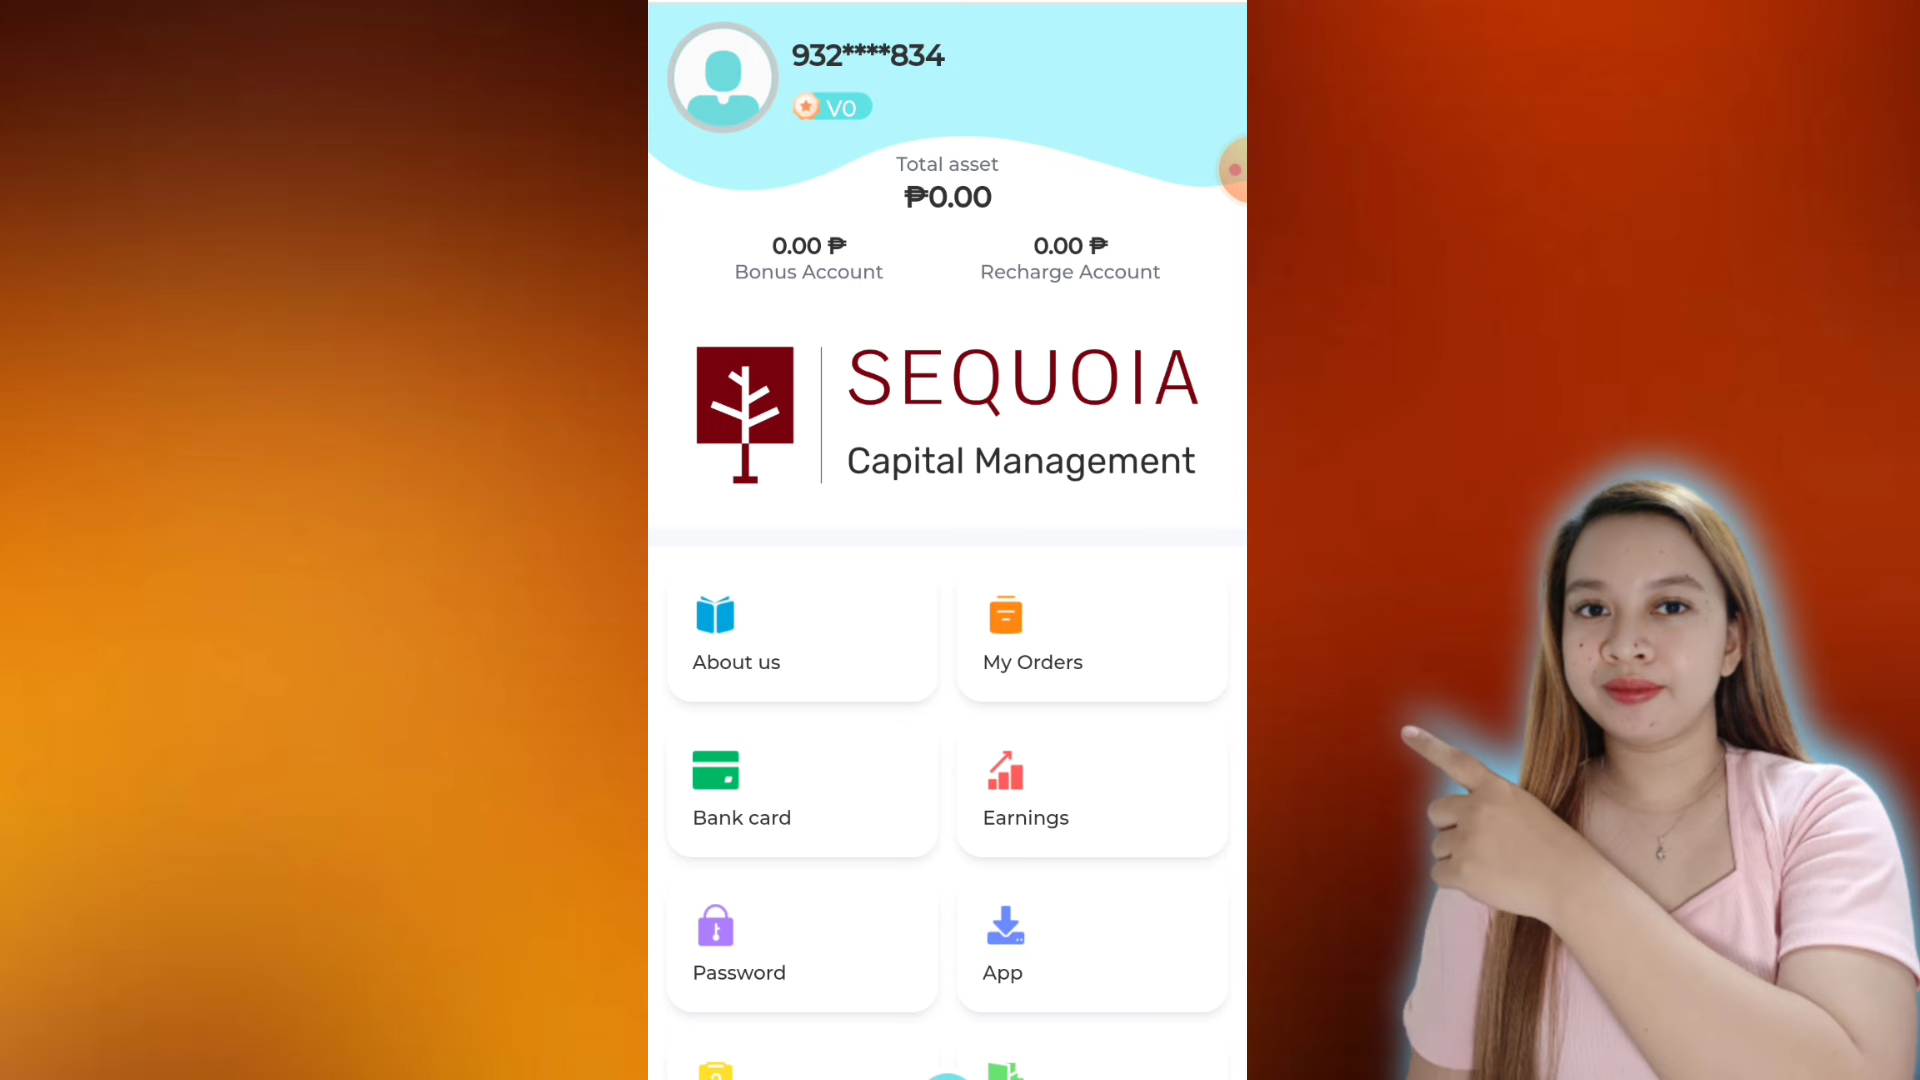 932****834
V0
Total asset
₱0.00
0.00 ₱
Bonus Account
0.00 ₱
Recharge Account
SEQUOIA
Capital Management
About us
My Orders
Bank card
Earnings
Password
App